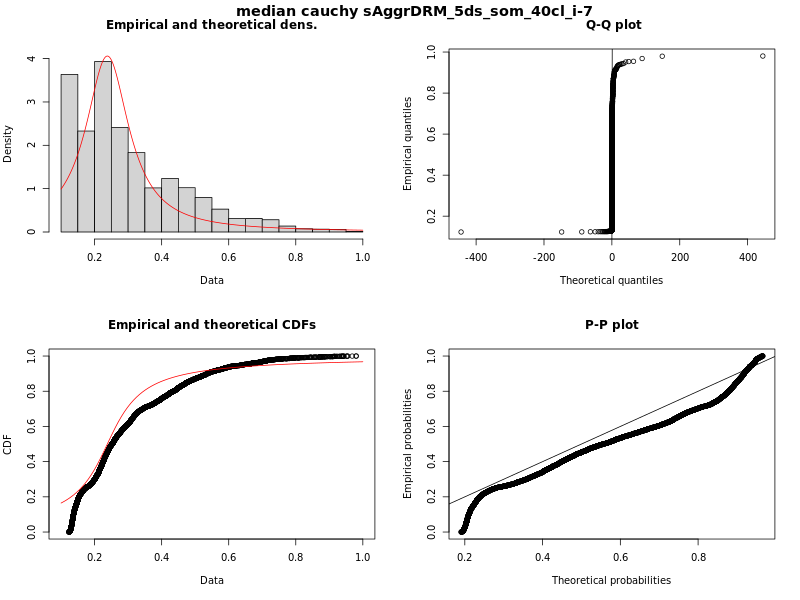 median cauchy sAggrDRM_5ds_som_40cl_i-7
Empirical and theoretical dens.
Density
0 1 2 3 4
0.2 0.4 0.6 0.8 1.0
Data
Q-Q plot
Empirical quantiles
0.2 0.4 0.6 0.8 1.0
-400 -200 0 200 400
Theoretical quantiles
Empirical and theoretical CDFs
CDF
0.0 0.2 0.4 0.6 0.8 1.0
0.2 0.4 0.6 0.8 1.0
Data
P-P plot
Empirical probabilities
0.0 0.2 0.4 0.6 0.8 1.0
0.2 0.4 0.6 0.8
Theoretical probabilities